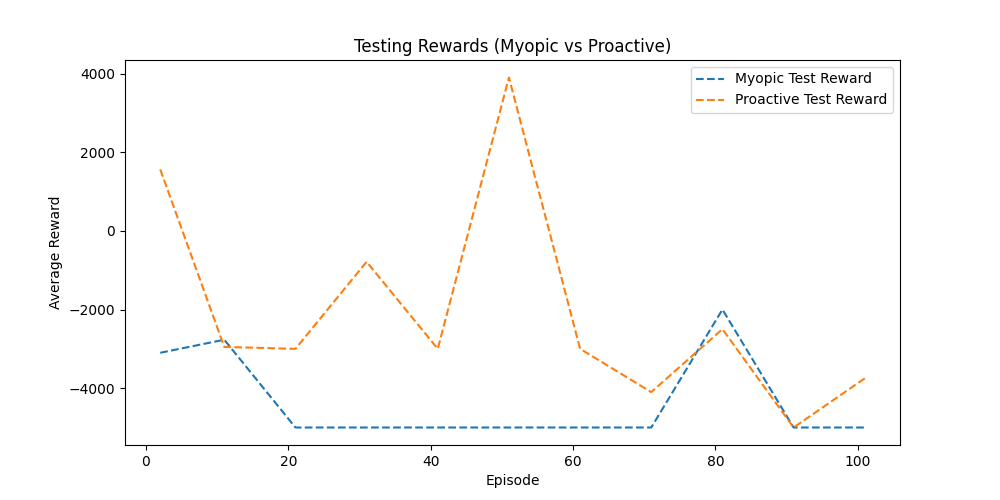 Testing Rewards (Myopic vs Proactive)
Myopic Test Reward
Proactive Test Reward
Average Reward
4000
2000
0
−2000
−4000
0 20 40 60 80 100
Episode